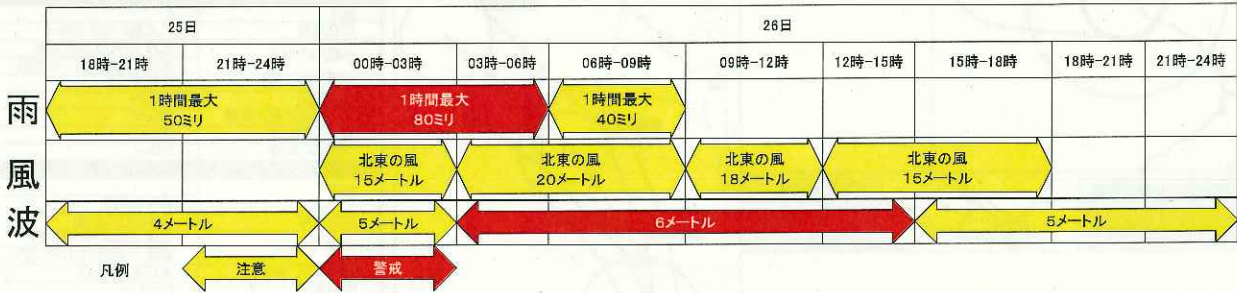 25日 26日
18時-21時 21時-24時 00時-03時 03時-06時 06時-09時 09時-12時 12時-15時 15時-18時 18時-21時 21時-24時
雨
1時間最大 1時間最大 1時間最大
50ミリ 80ミリ 40ミリ
風
北東の風 北東の風 北東の風 北東の風
15メートル 20メートル 18メートル 15メートル
波
4メートル 5メートル 6メートル 5メートル
凡例 注意 警戒